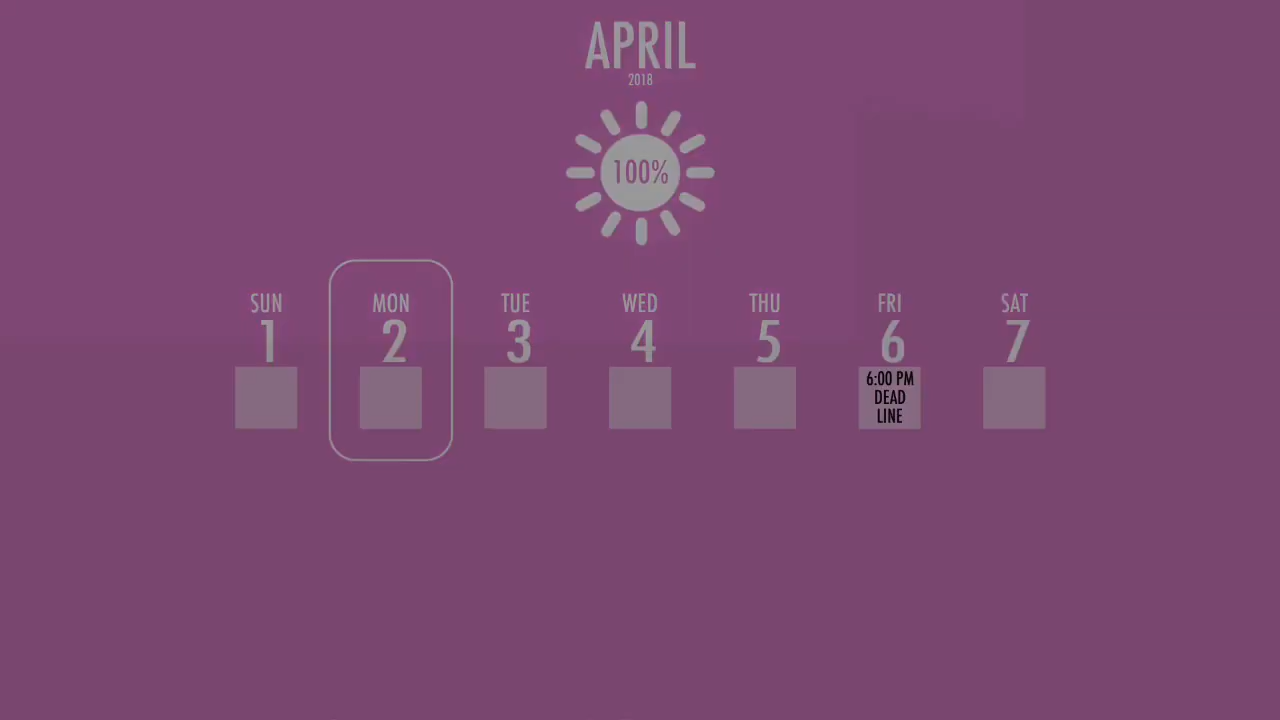 APRIL
2018
100%
SUN MON TUE WED THU FRI SAT
1 2 3 4 5 6 7
6:00 PM
DEAD
LINE